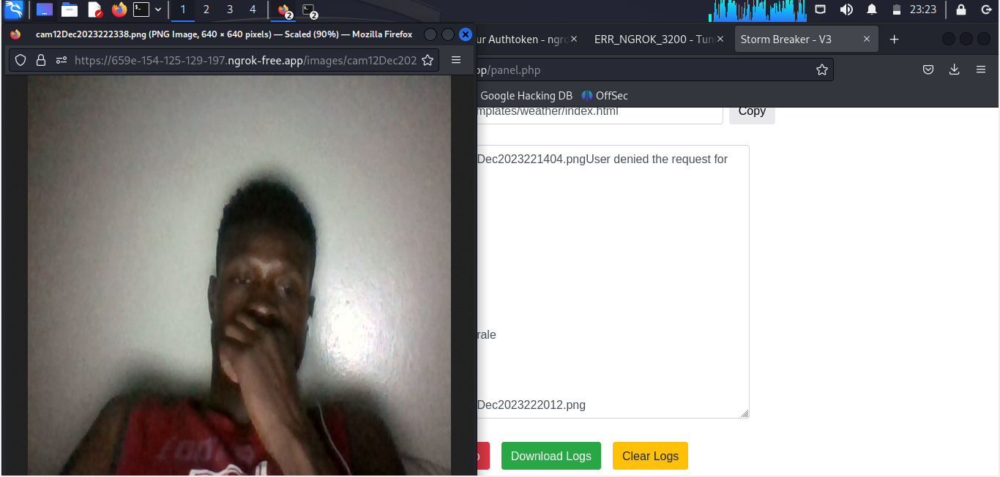 1 2 3 4 2 2 23:23
cam12Dec2023222338.png (PNG Image, 640 × 640 pixels) — Scaled (90%) — Mozilla Firefox
ur Authtoken - ngro
ERR_NGROK_3200 - Tun
Storm Breaker - V3
https://659e-154-125-129-197.ngrok-free.app/images/cam12Dec202
op/panel.php
Google Hacking DB OffSec
mplates/weather/index.html Copy
Dec2023221404.pngUser denied the request for
rale
Dec2023222012.png
Download Logs Clear Logs